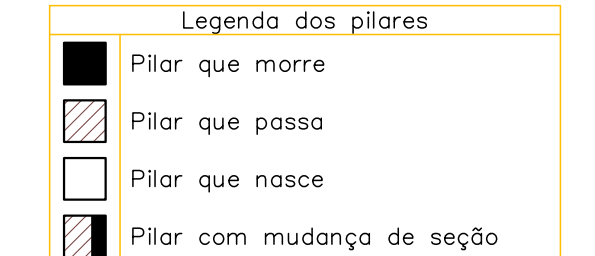 Legenda dos pilares
Pilar que morre
Pilar que passa
Pilar que nasce
Pilar com mudança de seção